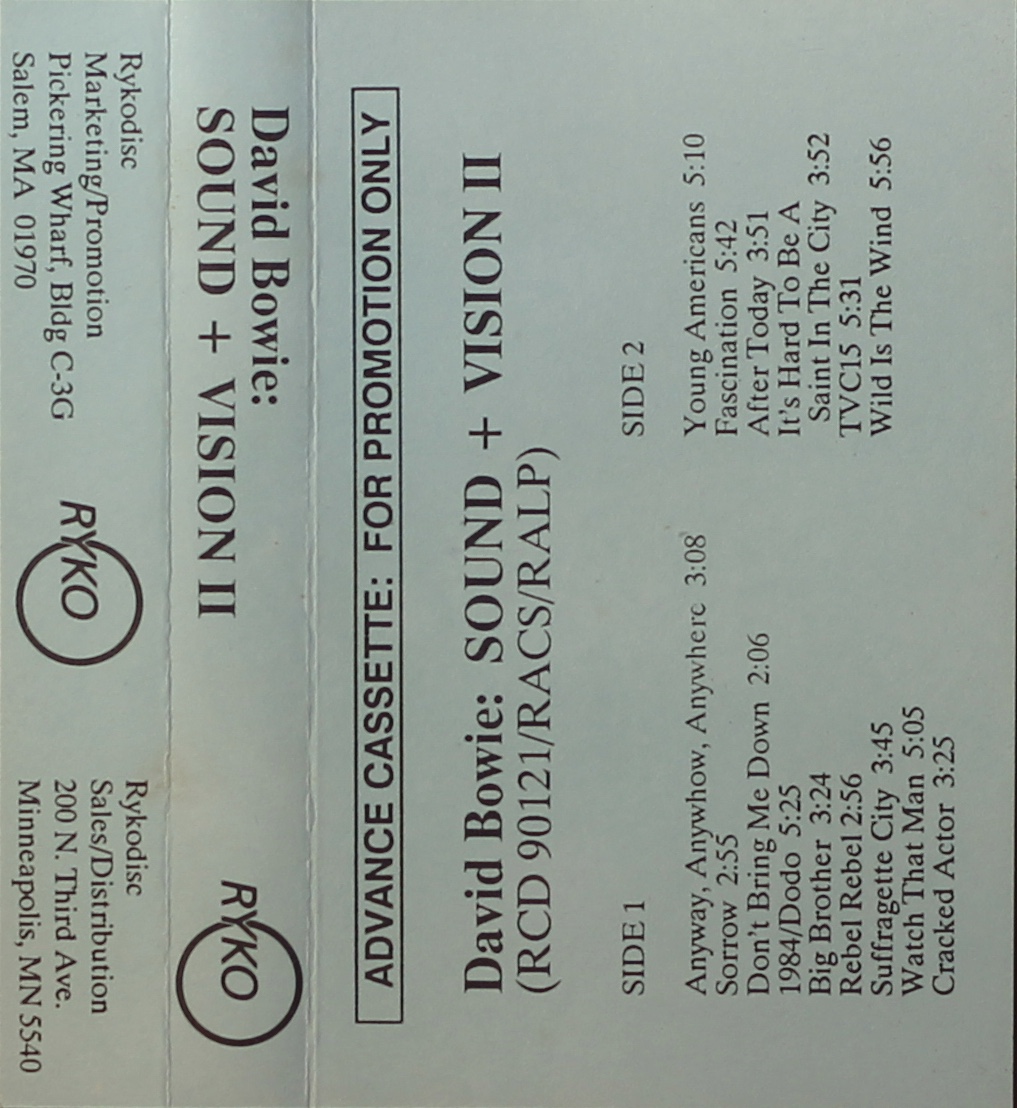 Rykodisc
Marketing/Promotion
Pickering Wharf, Bldg C-3G
Salem, MA 01970
RYKO
Rykodisc
Sales/Distribution
200 N. Third Ave.
Minneapolis, MN 5540
David Bowie:
SOUND + VISION II
RYKO
ADVANCE CASSETTE: FOR PROMOTION ONLY
David Bowie: SOUND + VISION II
(RCD 90121/RACS/RALP)
SIDE 1
Anyway, Anyhow, Anywhere 3:08
Sorrow 2:55
Don't Bring Me Down 2:06
1984/Dodo 5:25
Big Brother 3:24
Rebel Rebel 2:56
Suffragette City 3:45
Watch That Man 5:05
Cracked Actor 3:25
SIDE 2
Young Americans 5:10
Fascination 5:42
After Today 3:51
It's Hard To Be A
Saint In The City 3:52
TVC15 5:31
Wild Is The Wind 5:56